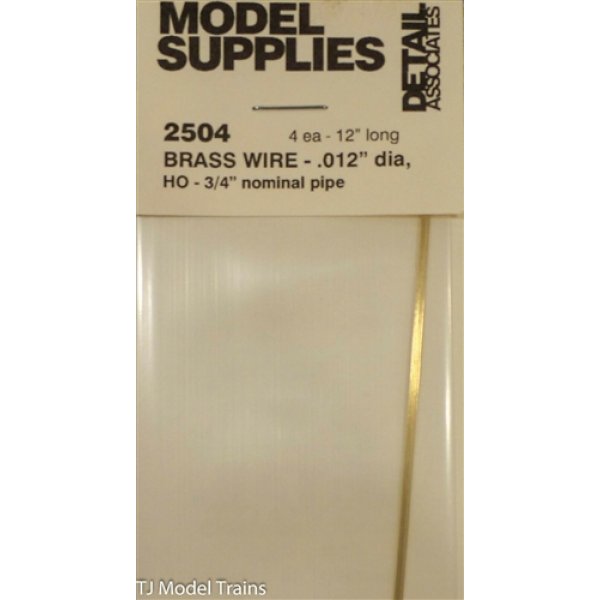 MODEL
SUPPLIES
DETAIL
ASSOCIATES
2504 4 ea - 12" long
BRASS WIRE - .012" dia,
HO - 3/4" nominal pipe
TJ Model Trains